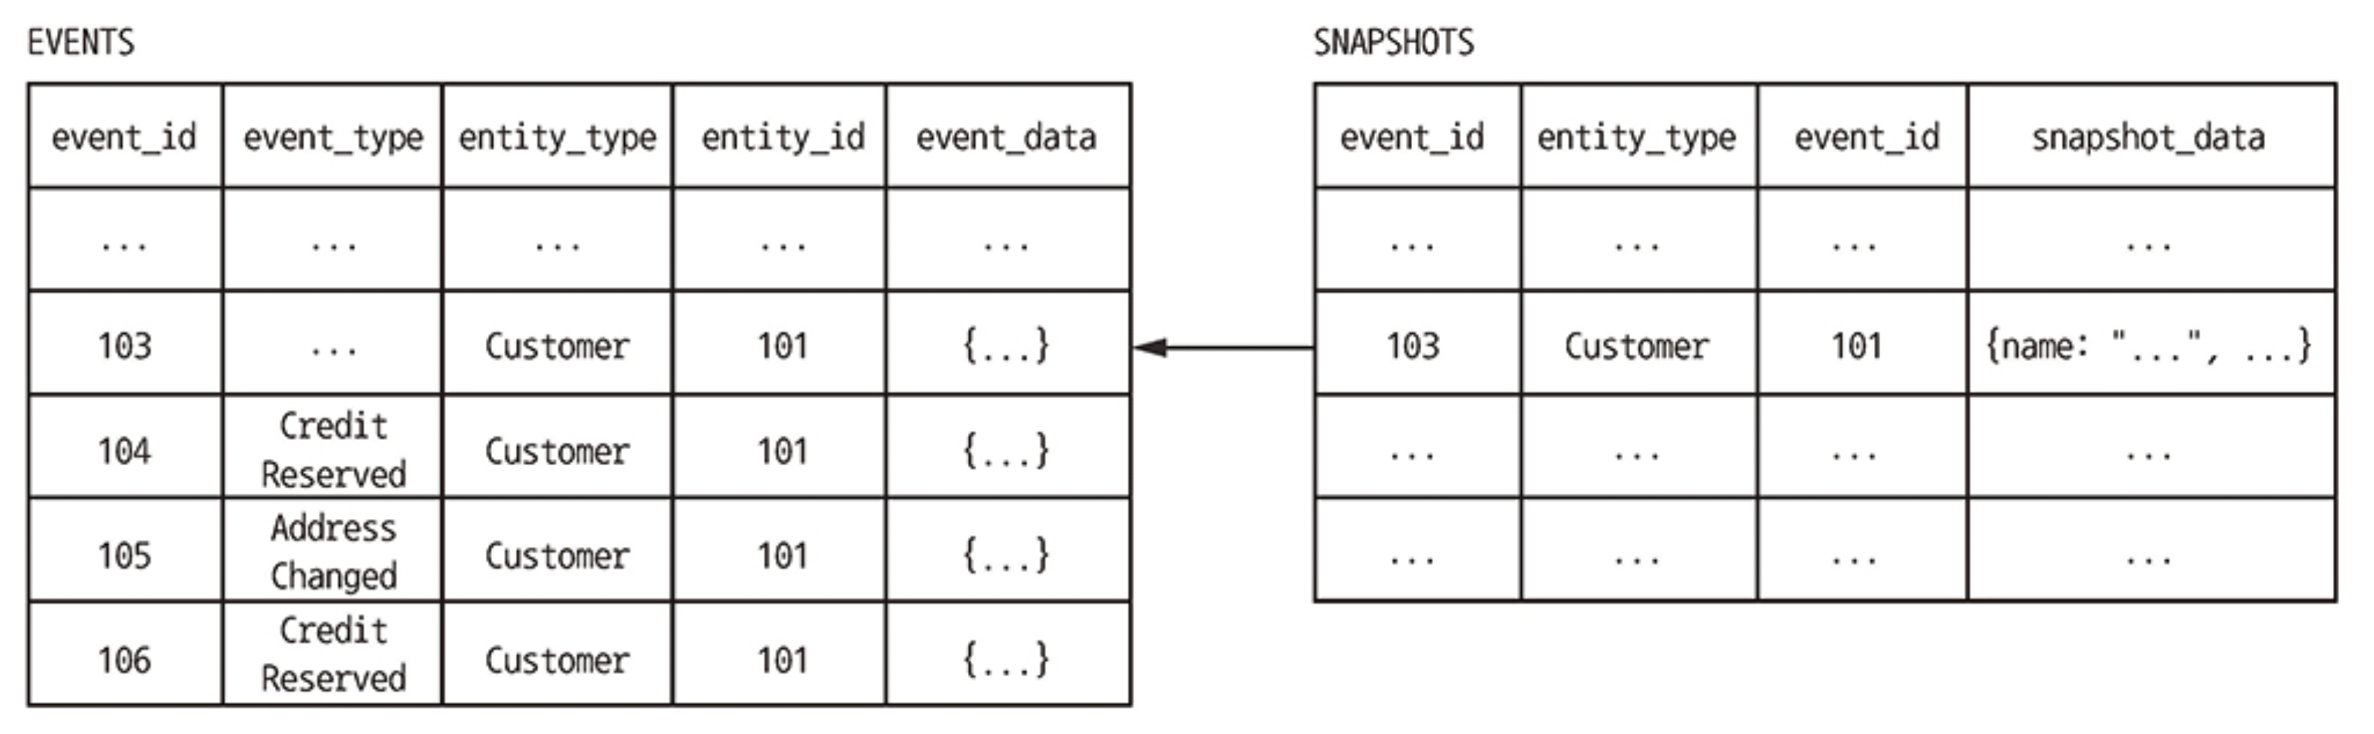 EVENTS
event_id event_type entity_type entity_id event_data
... ... ... ... ...
103 ... Customer 101 {...}
104 Credit Reserved Customer 101 {...}
105 Address Changed Customer 101 {...}
106 Credit Reserved Customer 101 {...}
SNAPSHOTS
event_id entity_type event_id snapshot_data
... ... ... ...
103 Customer 101 {name: "...", ...}
... ... ... ...
... ... ... ...